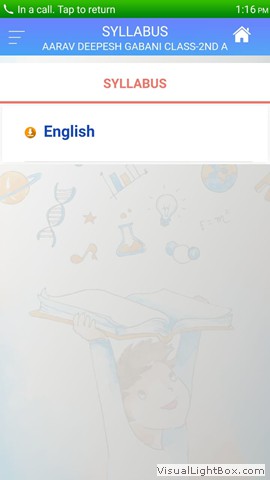 In a call. Tap to return 1:16 PM
SYLLABUS
AARAV DEEPESH GABANI CLASS-2ND A
SYLLABUS
English
VisualLightBox.com